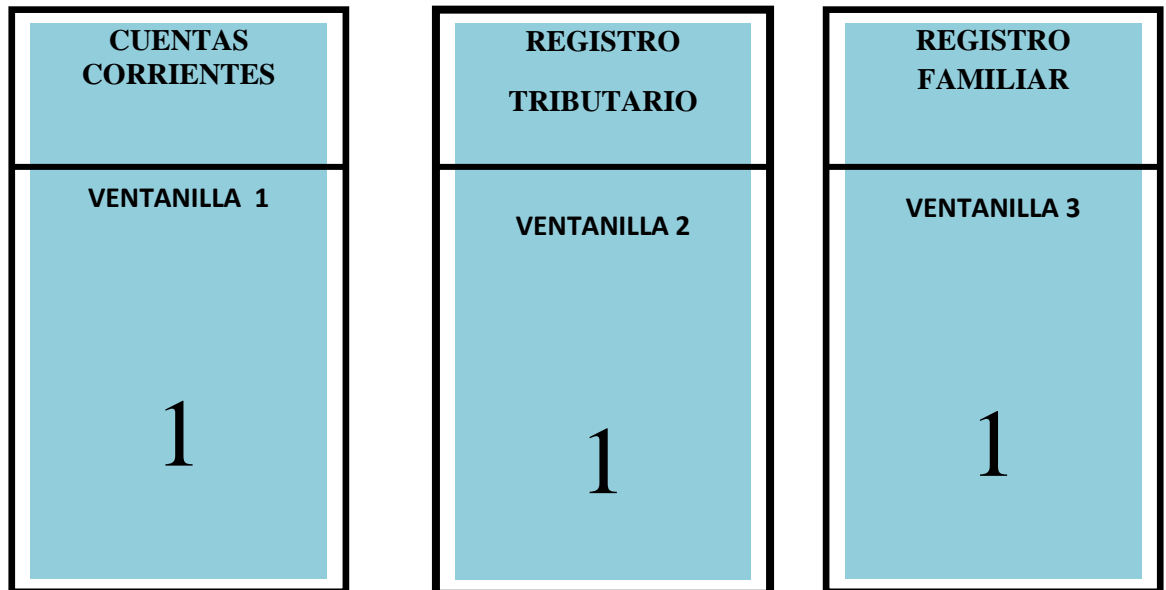 CUENTAS
CORRIENTES
VENTANILLA 1
1
REGISTRO
TRIBUTARIO
VENTANILLA 2
1
REGISTRO
FAMILIAR
VENTANILLA 3
1